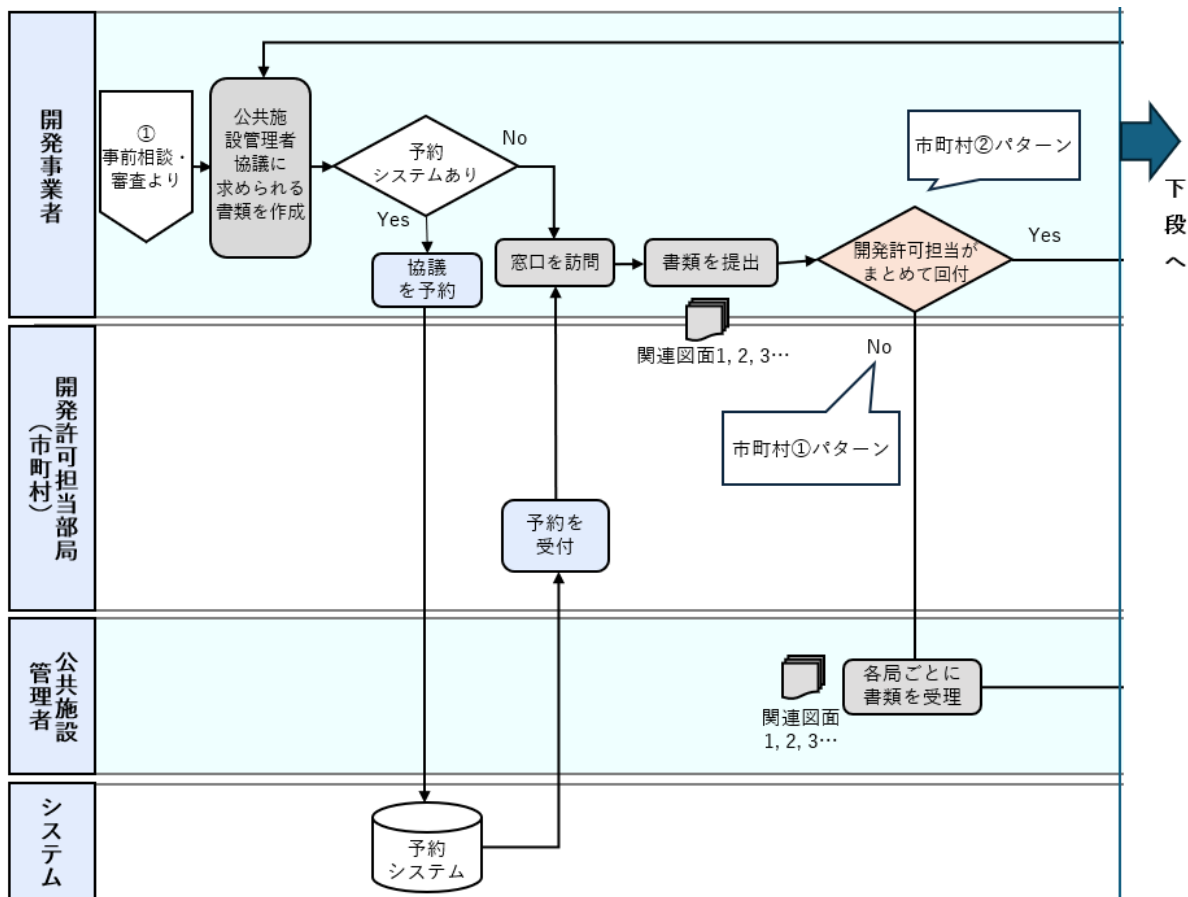 開発事業者
①
事前相談・
審査より
公共施
設管理者
協議に
求められる
書類を作成
予約
システムあり
No
Yes
協議
を予約
窓口を訪問
書類を提出
関連図面1, 2, 3…
市町村②パターン
開発許可担当が
まとめて回付
Yes
No
市町村①パターン
下段へ
開発許可担当部局
（市町村）
予約を
受付
公共施設
管理者
関連図面
1, 2, 3…
各局ごとに
書類を受理
システム
予約
システム